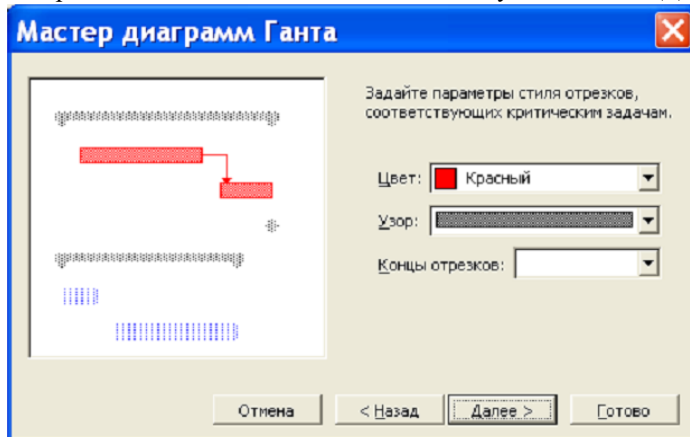 Мастер диаграмм Ганта
Задайте параметры стиля отрезков,
соответствующих критическим задачам.
Цвет: Красный
Узор:
Концы отрезков:
Отмена
< Назад
Далее >
Готово